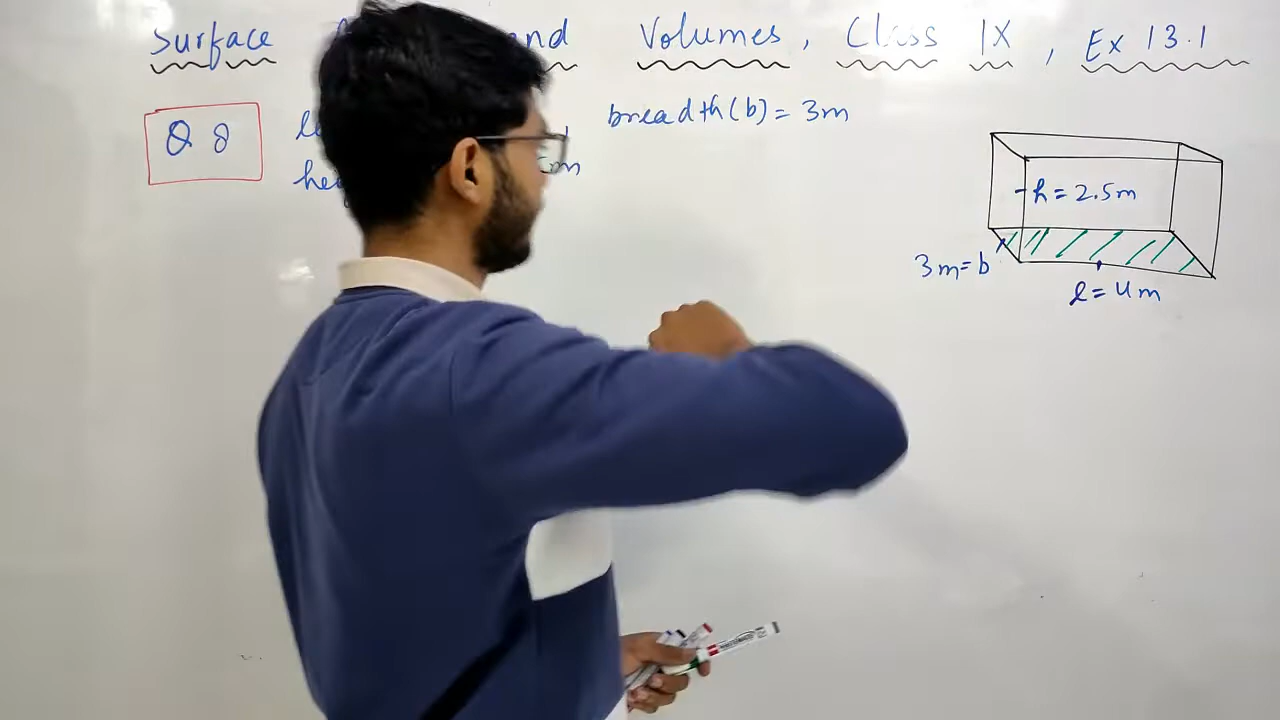 Surface and Volumes, Class IX, Ex 13.1
Q 8
breadth (b) = 3m
h = 2.5m
3m = b
l = 4m